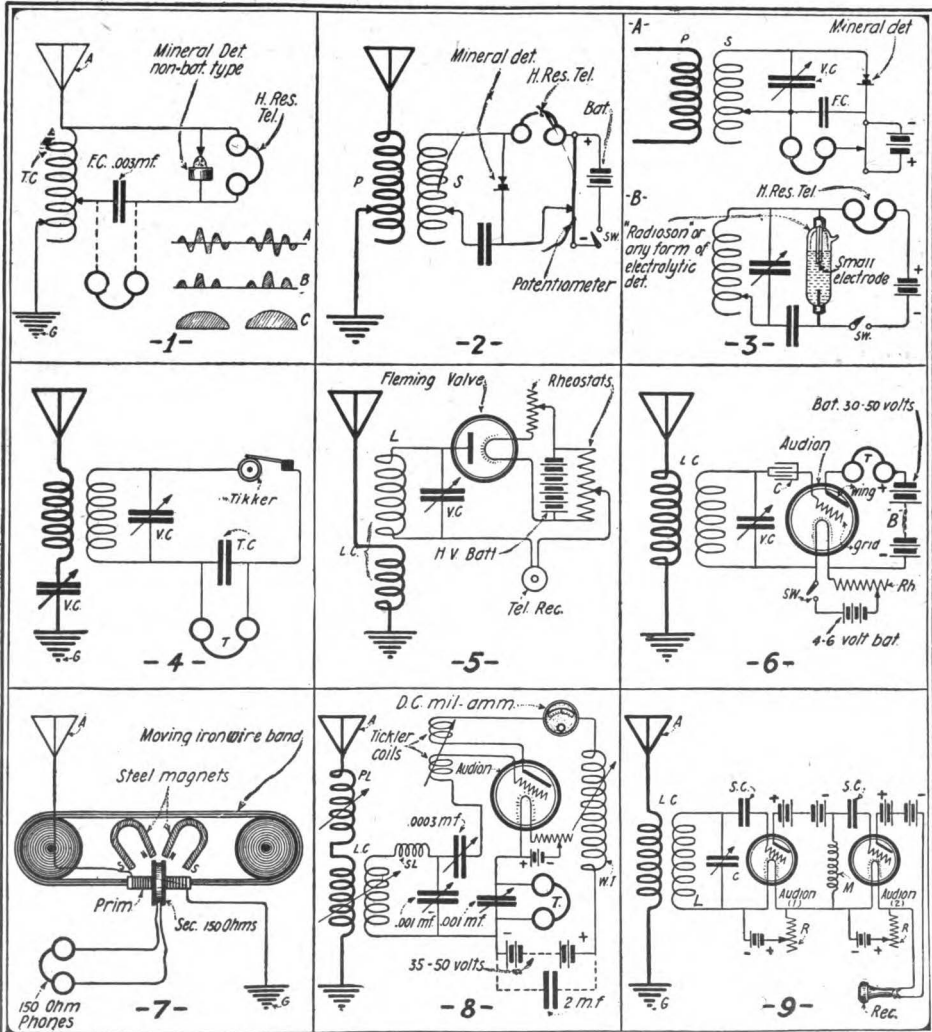 A
Mineral Det.
non-bat. type
H. Res.
Tel.
T.C
F.C. .003mf.
A
B
C
G
-1-
Mineral det.
H.Res.Tel.
Bat.
+
P
S
-
SW.
Potentiometer
-2-
-A-
P
S
Mineral det
V.C
F.C.
-
+
-B-
H.Res.Tel.
"Radioson" or
any form of
electrolytic
det.
Small
electrode
+
-
SW.
-3-
Tikker
V.C
T.C
V.C.
T
G
-4-
Fleming Valve
Rheostats
L
V.C
L.C.
H.V. Batt
Tel. Rec.
-5-
Bat. 30-50 volts
Audion
L C
C
T
+
wing
"B"
V.C
grid
-
SW.
Rh.
4-6 volt bat.
-6-
A
Moving iron wire band
Steel magnets
S
N
N
S
Prim.
Sec. 150 Ohms
150 Ohm
Phones
G
-7-
D.C. mil-amm.
A
Tickler
coils
Audion
PL
.0003 mf
L.C.
SL
+
-
W.I
.001 mf.
.001 mf.
T.
-
+
35-50 volts
2 m.f
-8-
A
L C
S.C.
+
-
S.C.
+
-
C
L
Audion
(1)
M
Audion
(2)
R
R
-
+
-
+
G
Rec.
-9-